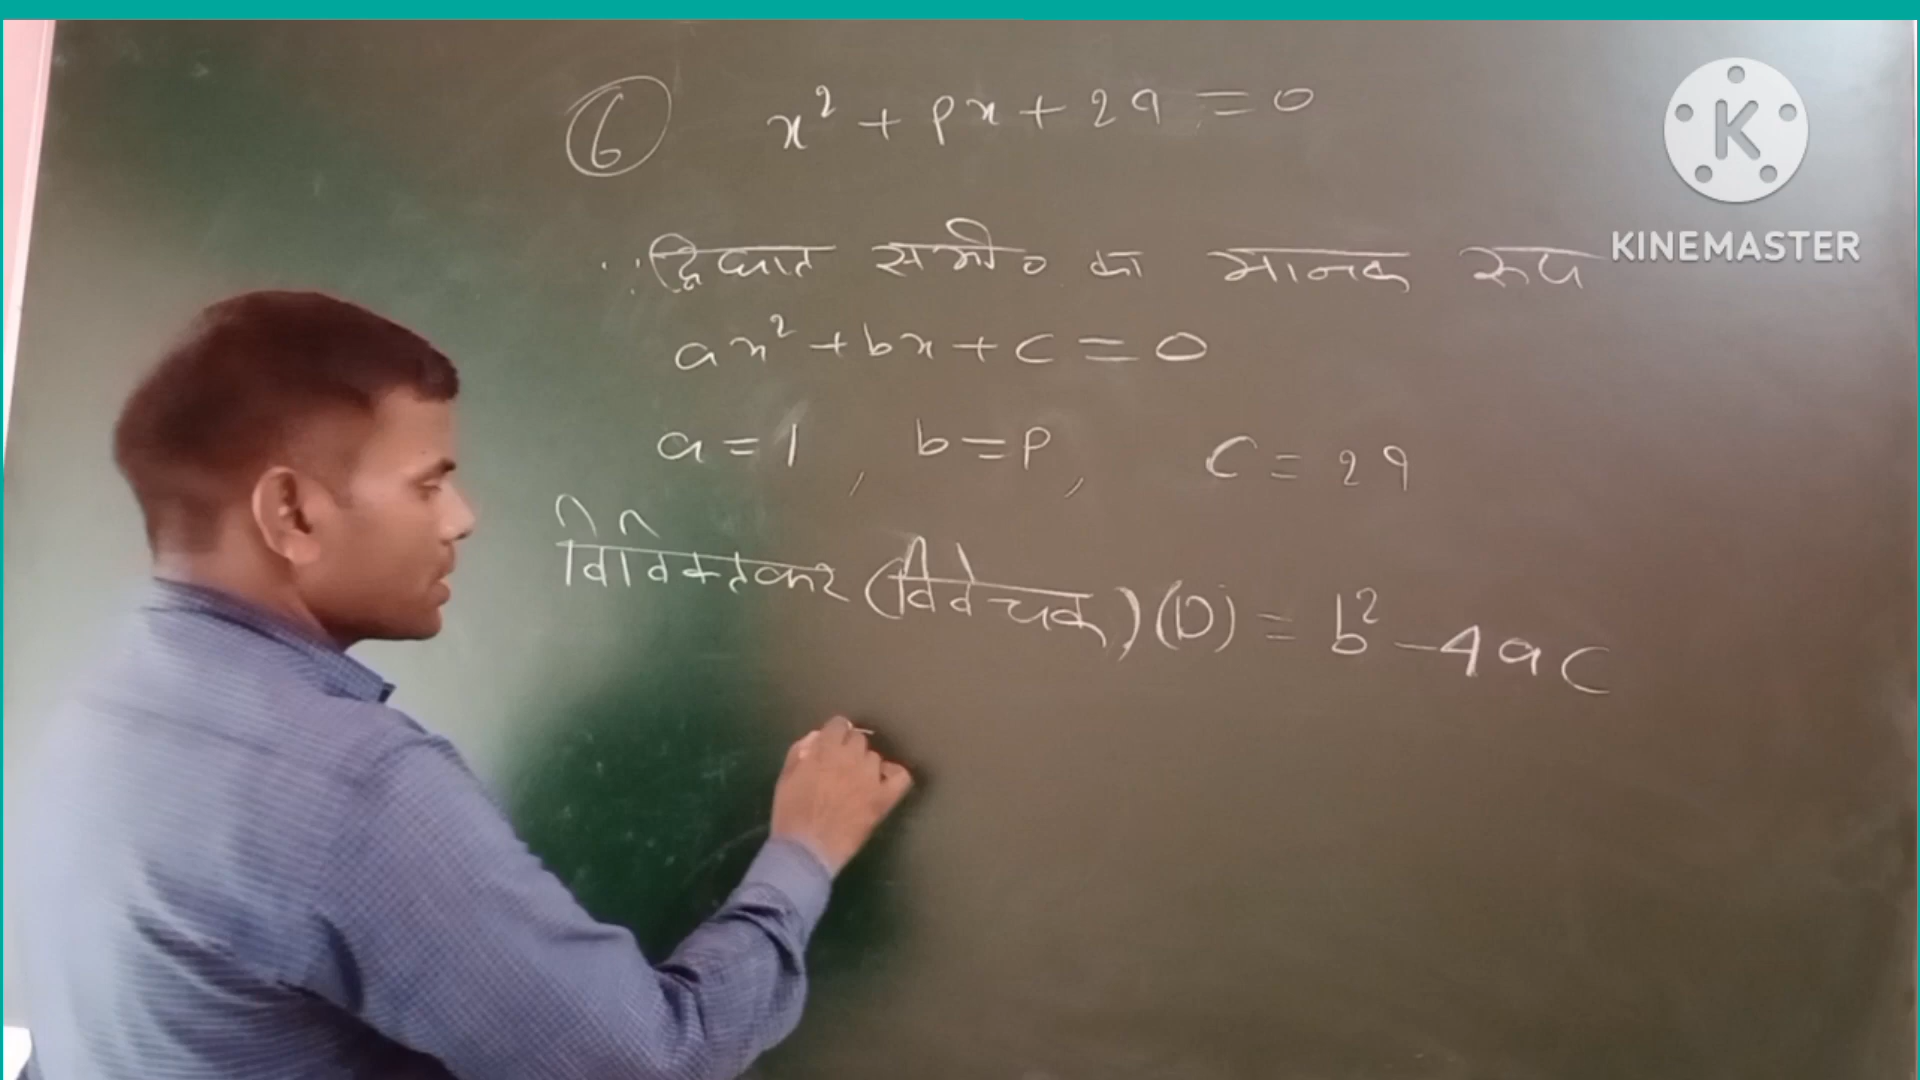 ⑥ x² + px + 2q = 0
∵ द्विघात समी० का मानक रूप
ax² + bx + c = 0
a = 1, b = p, c = 2q
विविक्तकर (विवेचक) (D) = b² - 4ac
K
KINEMASTER